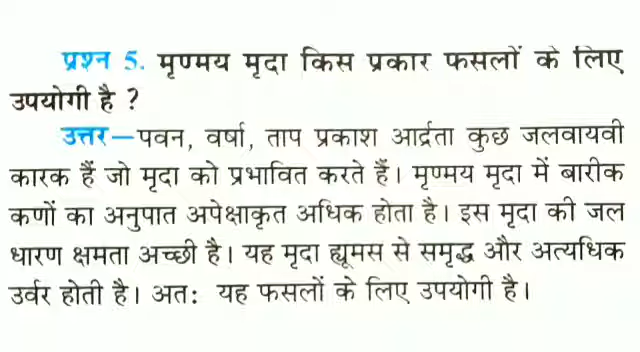 प्रश्न 5. मृण्मय मृदा किस प्रकार फसलों के लिए
उपयोगी है ?
उत्तर—पवन, वर्षा, ताप प्रकाश आर्द्रता कुछ जलवायवी
कारक हैं जो मृदा को प्रभावित करते हैं। मृण्मय मृदा में बारीक
कणों का अनुपात अपेक्षाकृत अधिक होता है। इस मृदा की जल
धारण क्षमता अच्छी है। यह मृदा ह्यूमस से समृद्ध और अत्यधिक
उर्वर होती है। अतः यह फसलों के लिए उपयोगी है।